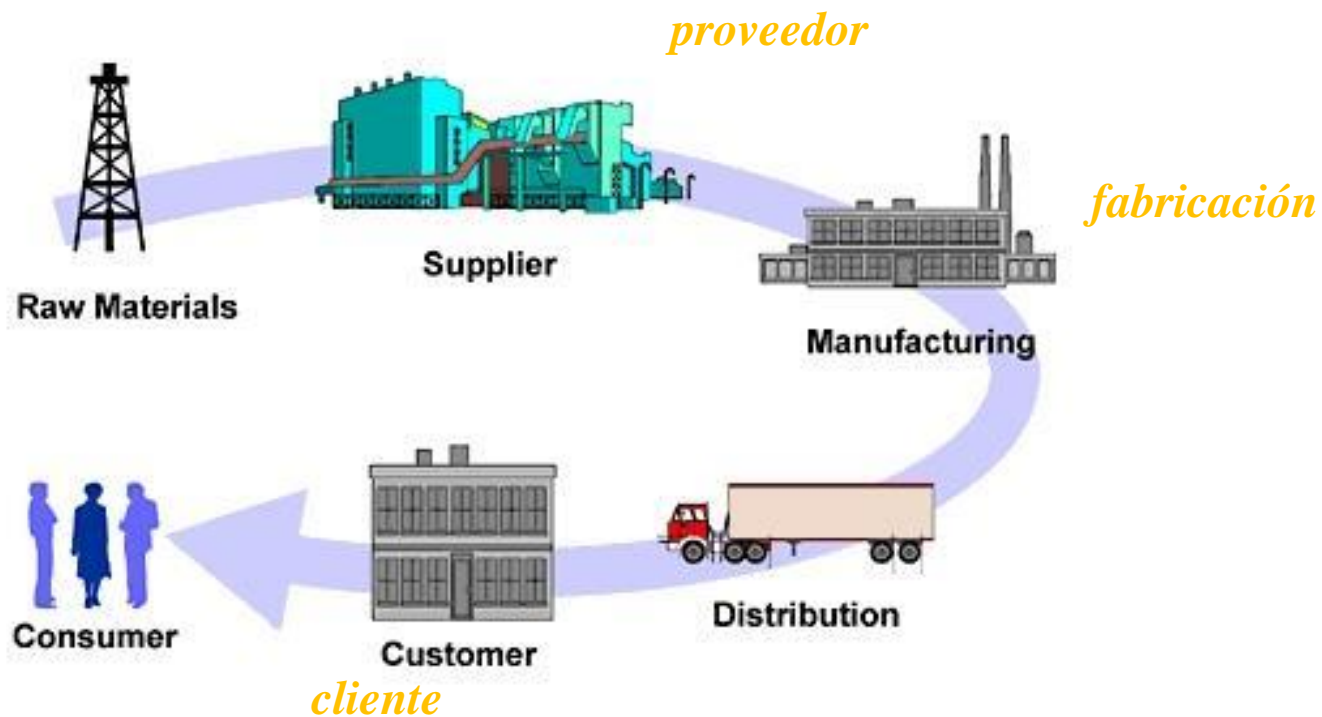 proveedor
Supplier
Raw Materials
fabricación
Manufacturing
Distribution
Customer
cliente
Consumer